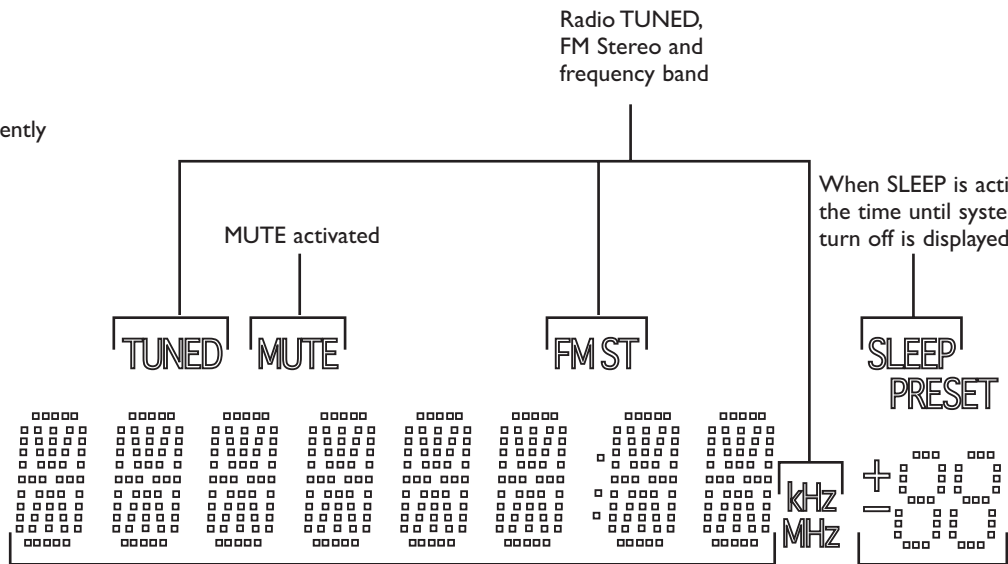 Radio TUNED,
FM Stereo and
frequency band
ently
When SLEEP is acti
the time until syste
turn off is displayed
MUTE activated
TUNED MUTE FM ST SLEEP
PRESET
kHz
MHz